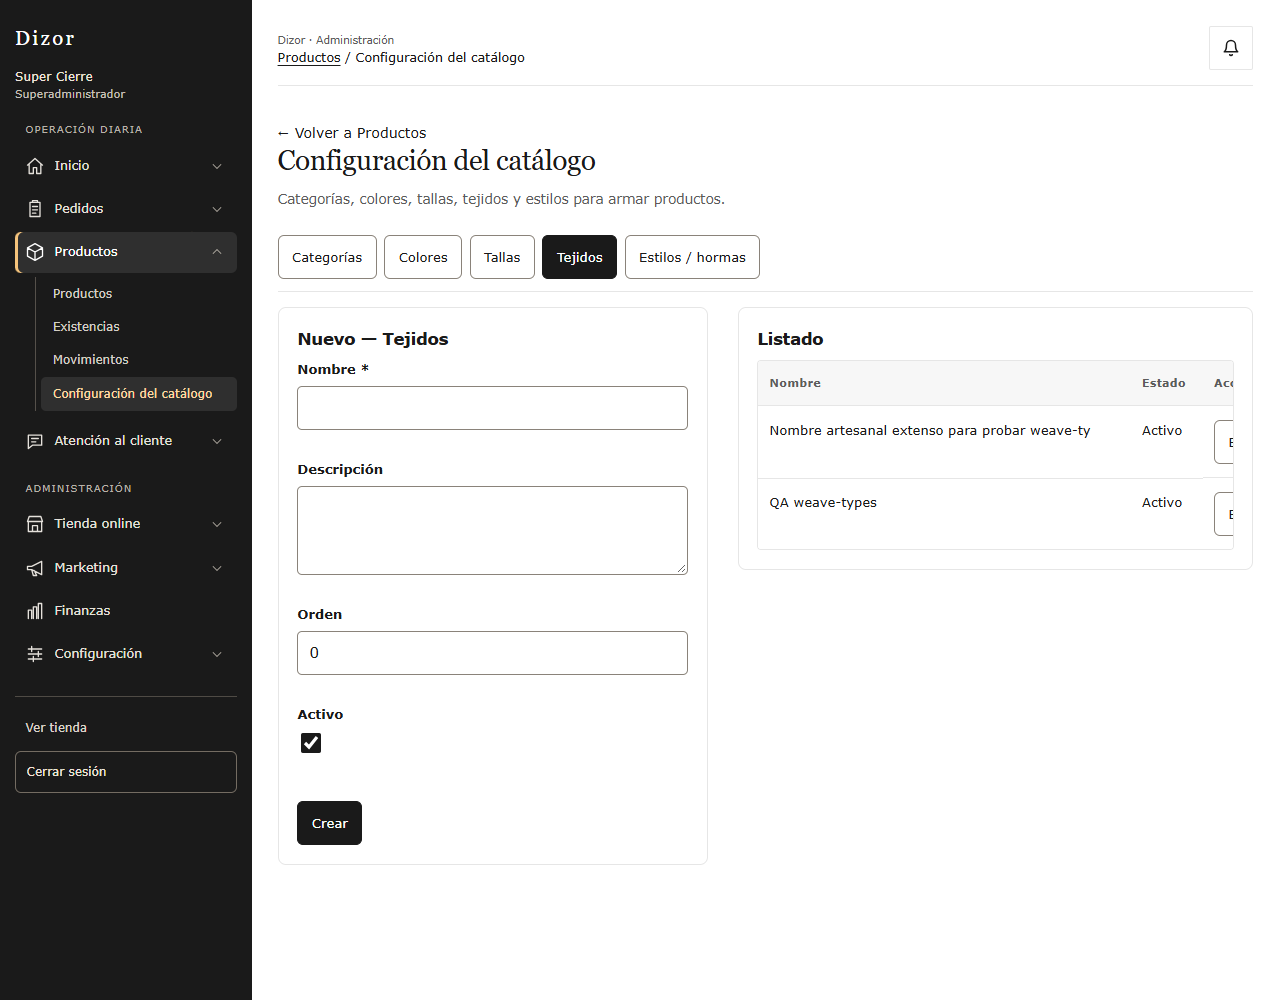 Dizor
Super Cierre
Superadministrador
OPERACIÓN DIARIA
Inicio
Pedidos
Productos
Productos
Existencias
Movimientos
Configuración del catálogo
Atención al cliente
ADMINISTRACIÓN
Tienda online
Marketing
Finanzas
Configuración
Ver tienda
Cerrar sesión
Dizor · Administración
Productos / Configuración del catálogo
← Volver a Productos
Configuración del catálogo
Categorías, colores, tallas, tejidos y estilos para armar productos.
Categorías Colores Tallas Tejidos Estilos / hormas
Nuevo — Tejidos
Nombre *
Descripción
Orden
0
Activo
Crear
Listado
Nombre Estado
Nombre artesanal extenso para probar weave-ty Activo
QA weave-types Activo